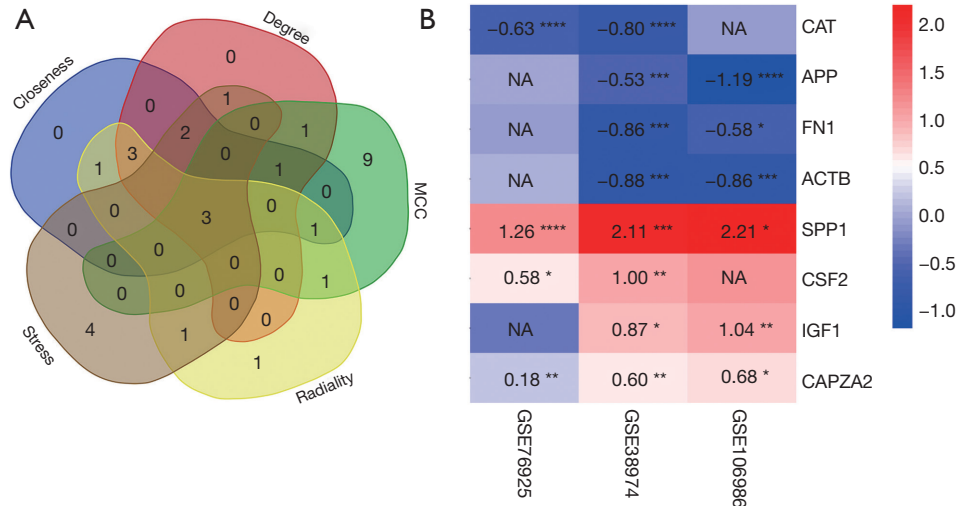 A
Degree
Closeness
MCC
Stress
Radiality
0
0
1
0
2
0
1
9
1
3
0
1
0
0
3
0
1
0
0
0
0
0
0
1
0
4
1
0
1
B
−0.63 **** −0.80 **** NA CAT
NA −0.53 *** −1.19 **** APP
NA −0.86 *** −0.58 * FN1
NA −0.88 *** −0.86 *** ACTB
1.26 **** 2.11 *** 2.21 * SPP1
0.58 * 1.00 ** NA CSF2
NA 0.87 * 1.04 ** IGF1
0.18 ** 0.60 ** 0.68 * CAPZA2
GSE76925
GSE38974
GSE106986
2.0
1.5
1.0
0.5
0.0
−0.5
−1.0